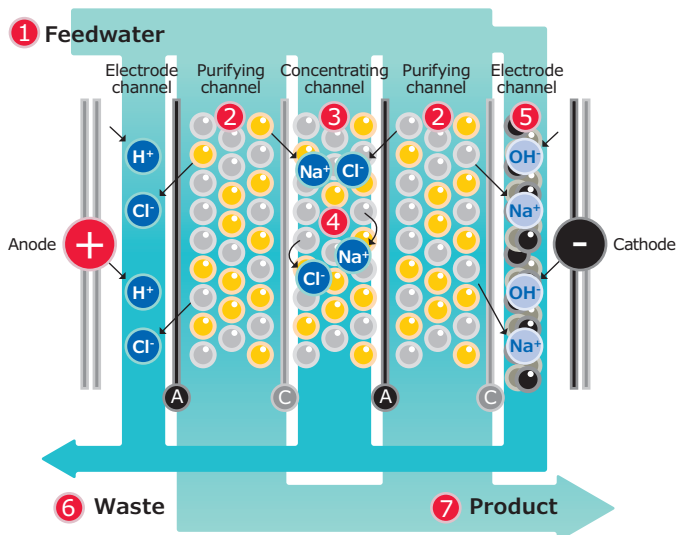 1 Feedwater
Electrode channel
Purifying channel
Concentrating channel
Purifying channel
Electrode channel
2
3
2
5
H⁺
Na⁺
Cl⁻
OH⁻
Cl⁻
Na⁺
4
Anode
+
Na⁺
Cl⁻
-
Cathode
H⁺
OH⁻
Cl⁻
Na⁺
A
C
A
C
6 Waste
7 Product